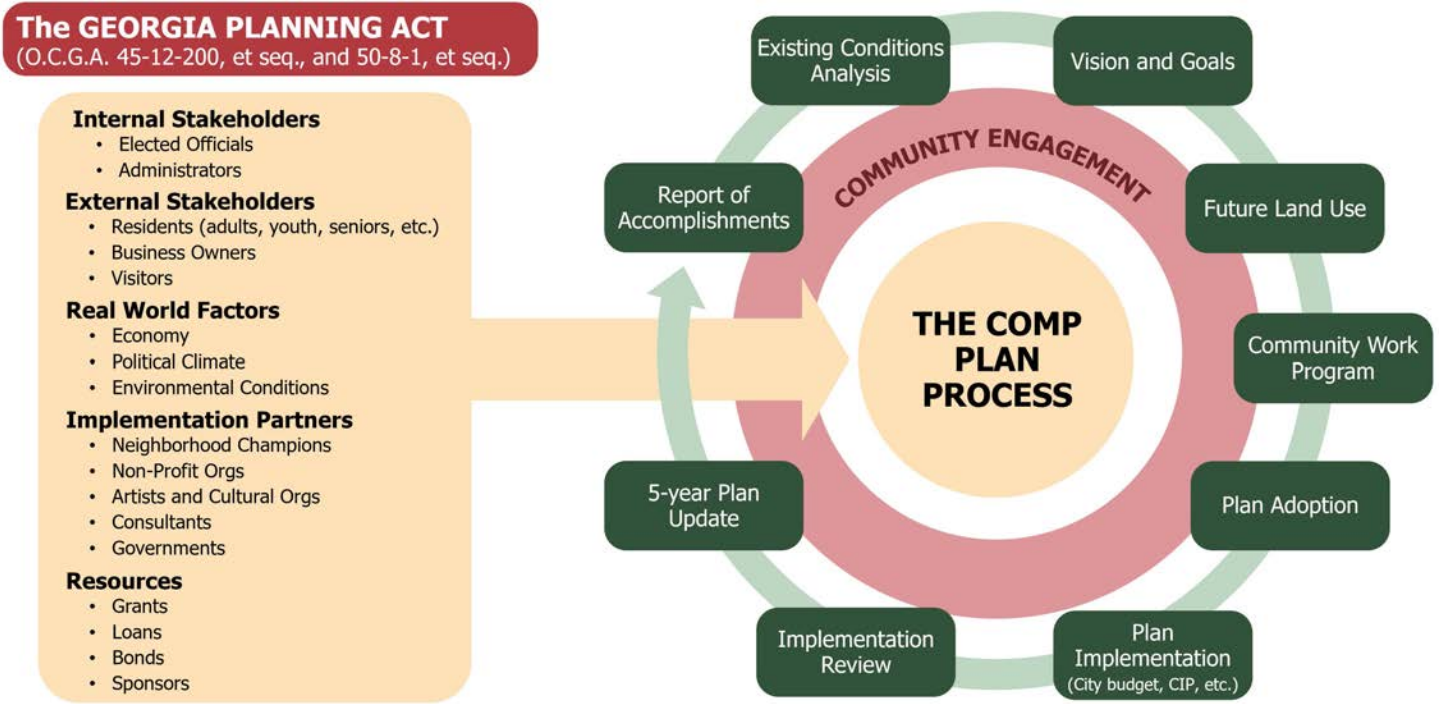 The GEORGIA PLANNING ACT
(O.C.G.A. 45-12-200, et seq., and 50-8-1, et seq.)
Internal Stakeholders
• Elected Officials
• Administrators
External Stakeholders
• Residents (adults, youth, seniors, etc.)
• Business Owners
• Visitors
Real World Factors
• Economy
• Political Climate
• Environmental Conditions
Implementation Partners
• Neighborhood Champions
• Non-Profit Orgs
• Artists and Cultural Orgs
• Consultants
• Governments
Resources
• Grants
• Loans
• Bonds
• Sponsors
THE COMP
PLAN
PROCESS
COMMUNITY ENGAGEMENT
Existing Conditions
Analysis
Vision and Goals
Future Land Use
Community Work
Program
Plan Adoption
Plan
Implementation
(City budget, CIP, etc.)
Implementation
Review
5-year Plan
Update
Report of
Accomplishments